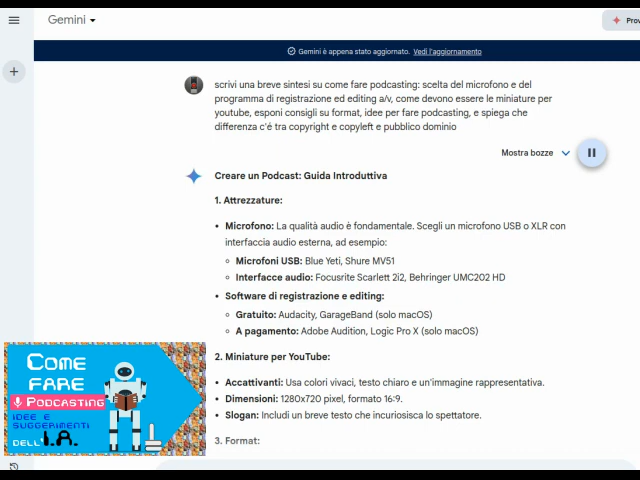 Gemini
Prov
Gemini è appena stato aggiornato. Vedi l'aggiornamento
scrivi una breve sintesi su come fare podcasting: scelta del microfono e del
programma di registrazione ed editing a/v, come devono essere le miniature per
youtube, esponi consigli su format, idee per fare podcasting, e spiega che
differenza c'é tra copyright e copyleft e pubblico dominio
Mostra bozze
Creare un Podcast: Guida Introduttiva
1. Attrezzature:
• Microfono: La qualità audio è fondamentale. Scegli un microfono USB o XLR con
interfaccia audio esterna, ad esempio:
Microfoni USB: Blue Yeti, Shure MV51
Interfacce audio: Focusrite Scarlett 2i2, Behringer UMC202 HD
• Software di registrazione e editing:
Gratuito: Audacity, GarageBand (solo macOS)
A pagamento: Adobe Audition, Logic Pro X (solo macOS)
2. Miniature per YouTube:
• Accattivanti: Usa colori vivaci, testo chiaro e un'immagine rappresentativa.
• Dimensioni: 1280x720 pixel, formato 16:9.
• Slogan: Includi un breve testo che incuriosisca lo spettatore.
3. Format:
COME
FARE
PODCASTING
IDEE E
SUGGERIMENTI
DELL'I.A.